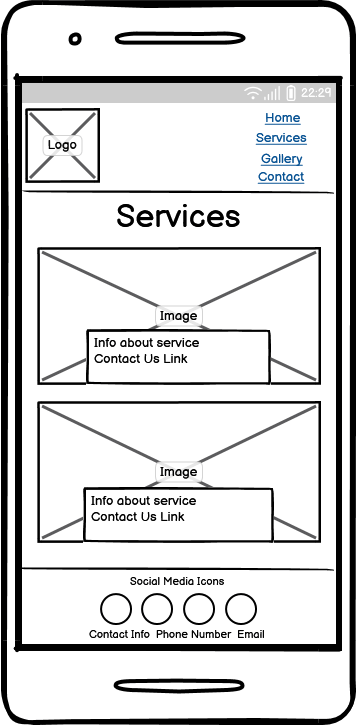 22:29
Logo
Home
Services
Gallery
Contact
Services
Image
Info about service
Contact Us Link
Image
Info about service
Contact Us Link
Social Media Icons
Contact Info Phone Number Email